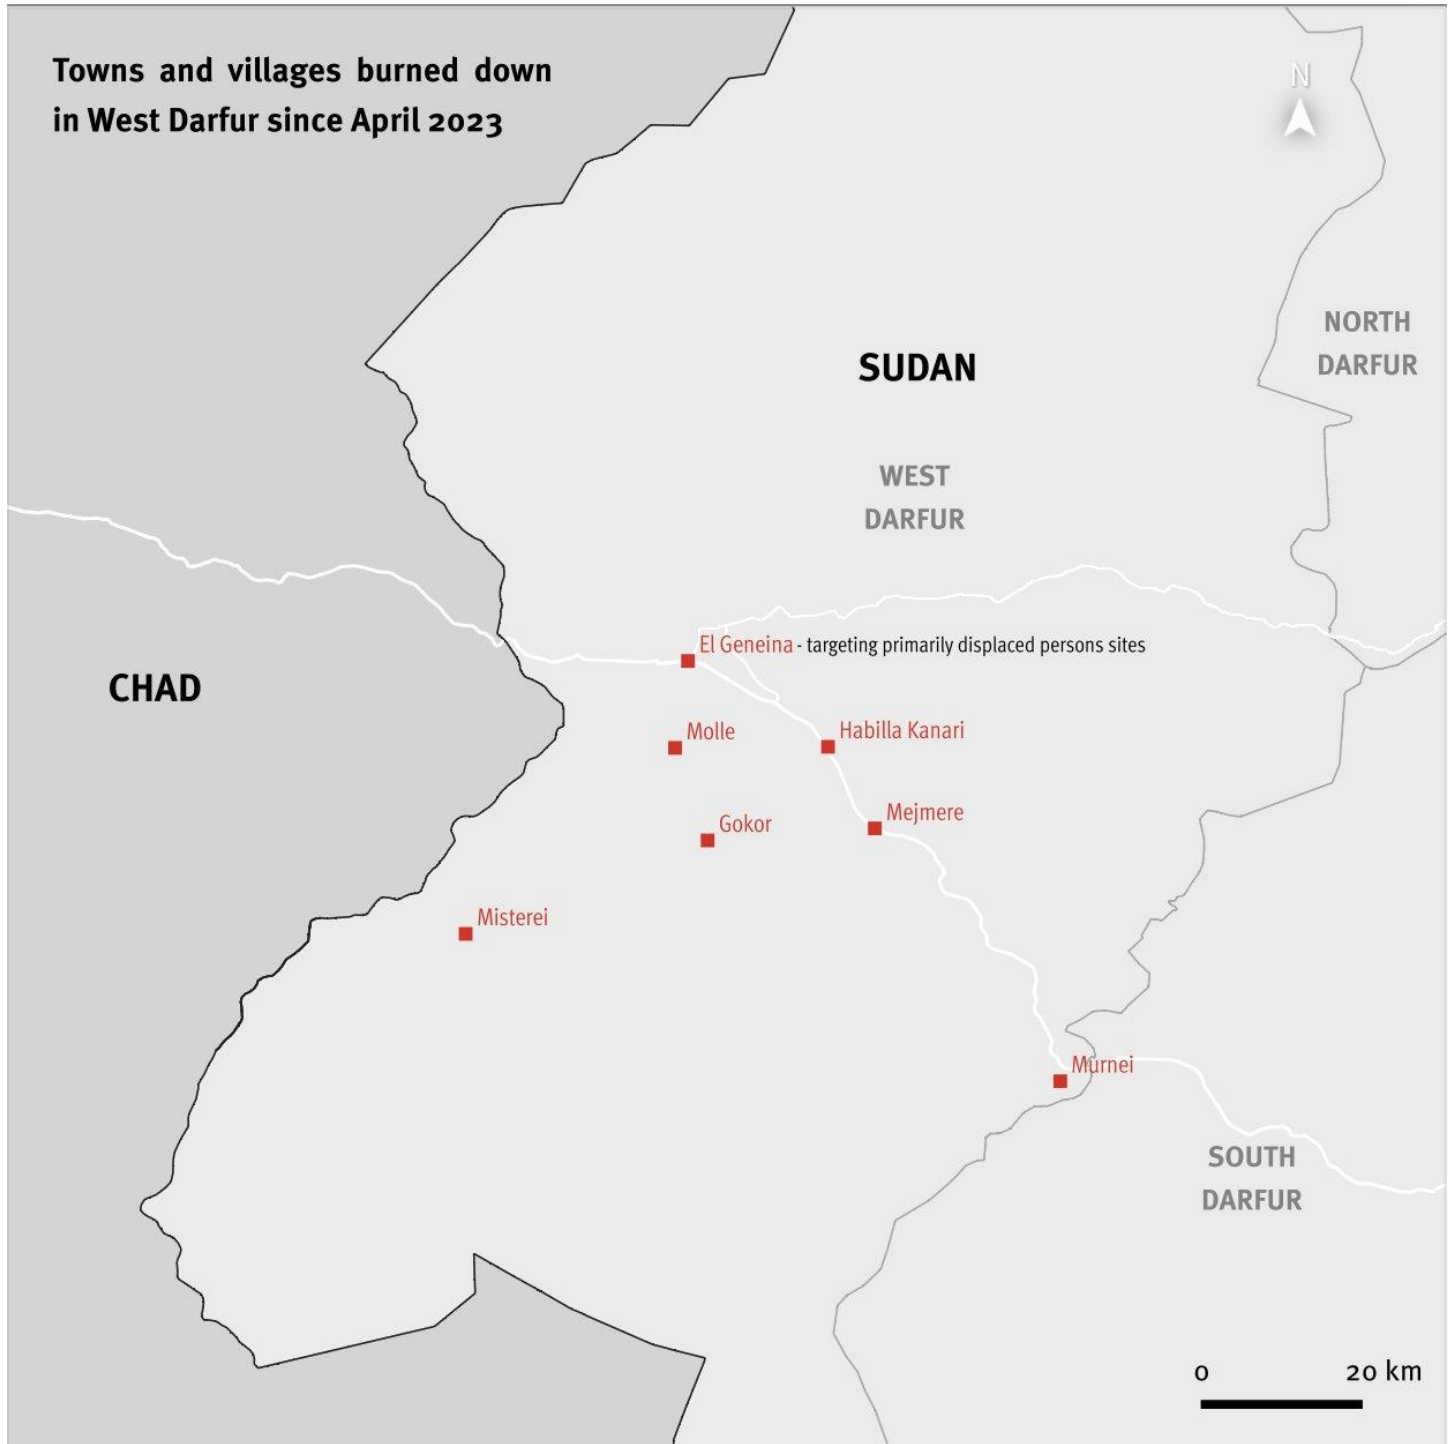 Towns and villages burned down
in West Darfur since April 2023
N
NORTH
DARFUR
SUDAN
WEST
DARFUR
El Geneina - targeting primarily displaced persons sites
CHAD
Molle
Habilla Kanari
Gokor
Mejmere
Misterei
Murnei
SOUTH
DARFUR
0 20 km